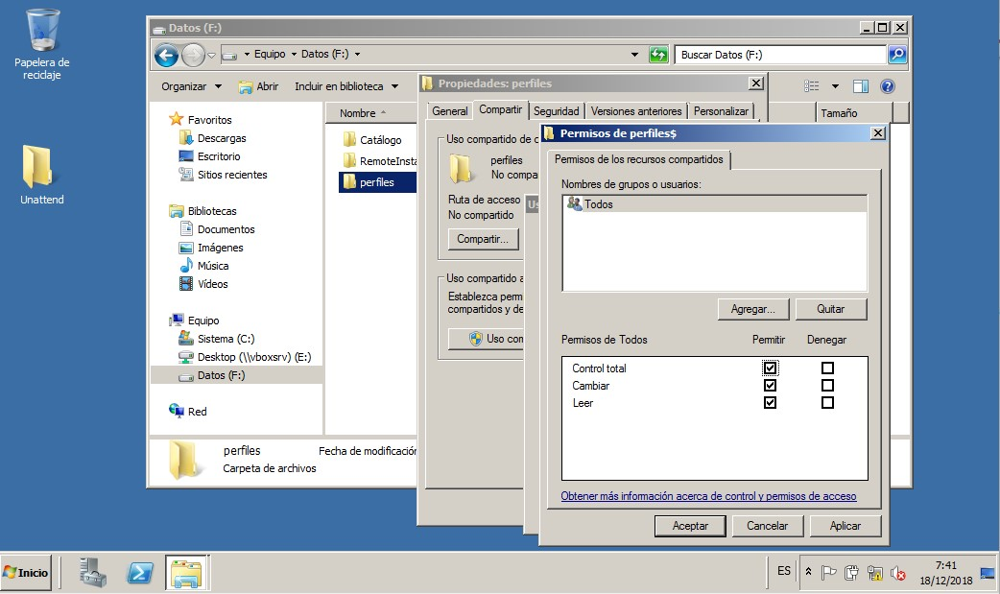 Papelera de
reciclaje
Unattend
Datos (F:)
Equipo Datos (F:)
Buscar Datos (F:)
Organizar Abrir Incluir en biblioteca
Favoritos
Descargas
Escritorio
Sitios recientes
Bibliotecas
Documentos
Imágenes
Música
Vídeos
Equipo
Sistema (C:)
Desktop (\\vboxsrv) (E:)
Datos (F:)
Red
Nombre
Tamaño
Catálogo
RemoteInsta
perfiles
perfiles
Fecha de modificación
Carpeta de archivos
Propiedades: perfiles
General Compartir Seguridad Versiones anteriores Personalizar
Uso compartido de c
perfiles
No compa
Ruta de acceso
No compartido
Compartir...
Uso compartido a
Establezca perm
compartidos y de
Uso con
Us
Permisos de perfiles$
Permisos de los recursos compartidos
Nombres de grupos o usuarios:
Todos
Agregar... Quitar
Permisos de Todos Permitir Denegar
Control total
Cambiar
Leer
Obtener más información acerca de control y permisos de acceso
Aceptar Cancelar Aplicar
Inicio
ES
7:41
18/12/2018